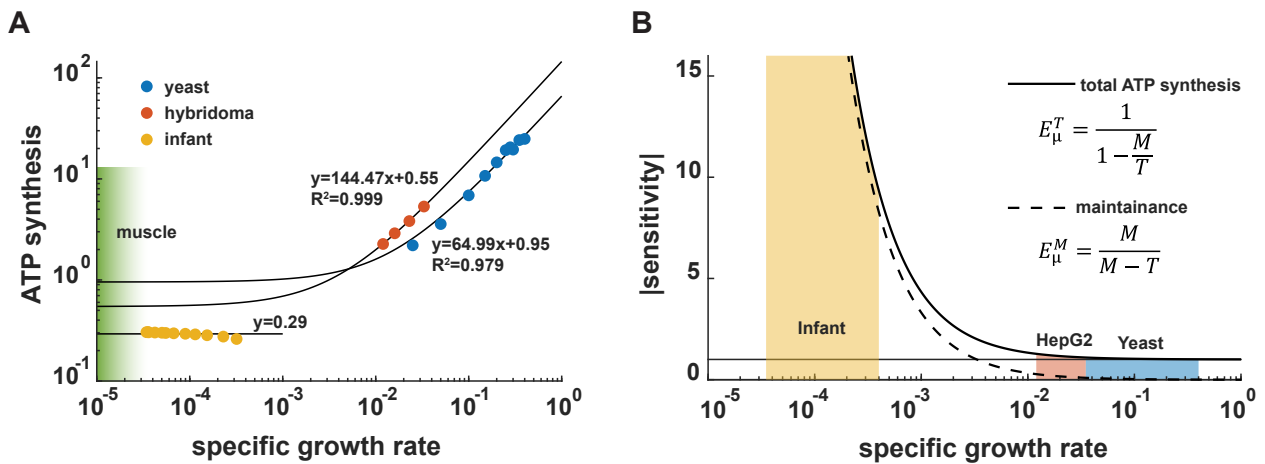 A
ATP synthesis
10^2
10^1
10^0
10^-1
yeast
hybridoma
infant
muscle
y=144.47x+0.55
R^2=0.999
y=64.99x+0.95
R^2=0.979
y=0.29
10^-5 10^-4 10^-3 10^-2 10^-1 10^0
specific growth rate
B
|sensitivity|
15
10
5
0
total ATP synthesis
E_μ^T = 1 / (1 - M/T)
maintainance
E_μ^M = M / (M - T)
Infant
HepG2
Yeast
10^-5 10^-4 10^-3 10^-2 10^-1 10^0
specific growth rate